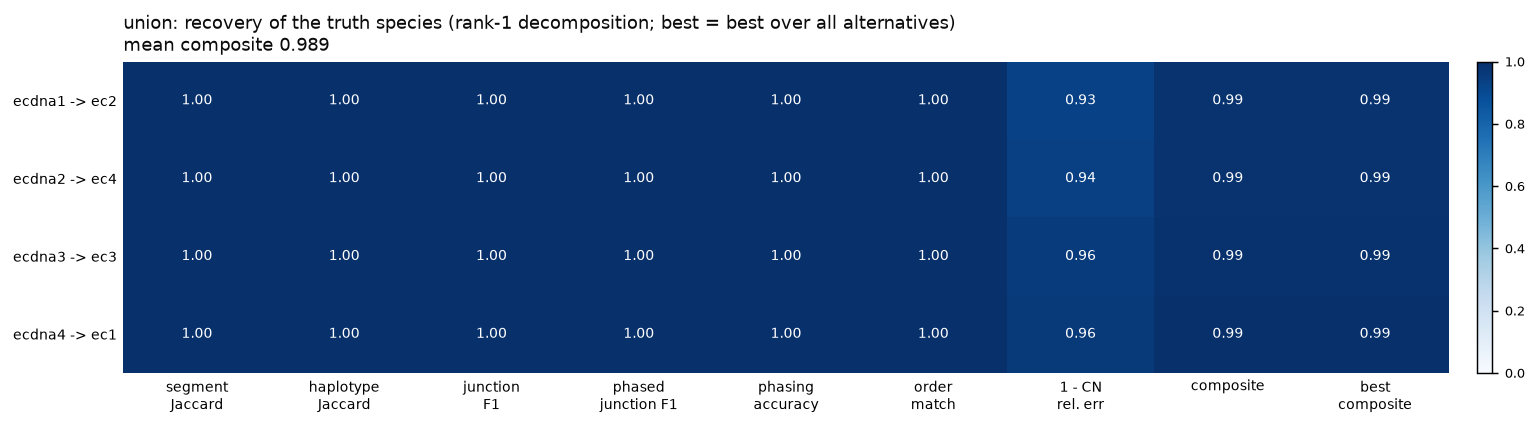 union: recovery of the truth species (rank-1 decomposition; best = best over all alternatives)
mean composite 0.989
ecdna1 -> ec2 1.00 1.00 1.00 1.00 1.00 1.00 0.93 0.99 0.99
ecdna2 -> ec4 1.00 1.00 1.00 1.00 1.00 1.00 0.94 0.99 0.99
ecdna3 -> ec3 1.00 1.00 1.00 1.00 1.00 1.00 0.96 0.99 0.99
ecdna4 -> ec1 1.00 1.00 1.00 1.00 1.00 1.00 0.96 0.99 0.99
segment
Jaccard
haplotype
Jaccard
junction
F1
phased
junction F1
phasing
accuracy
order
match
1 - CN
rel. err
composite
best
composite
1.0
0.8
0.6
0.4
0.2
0.0